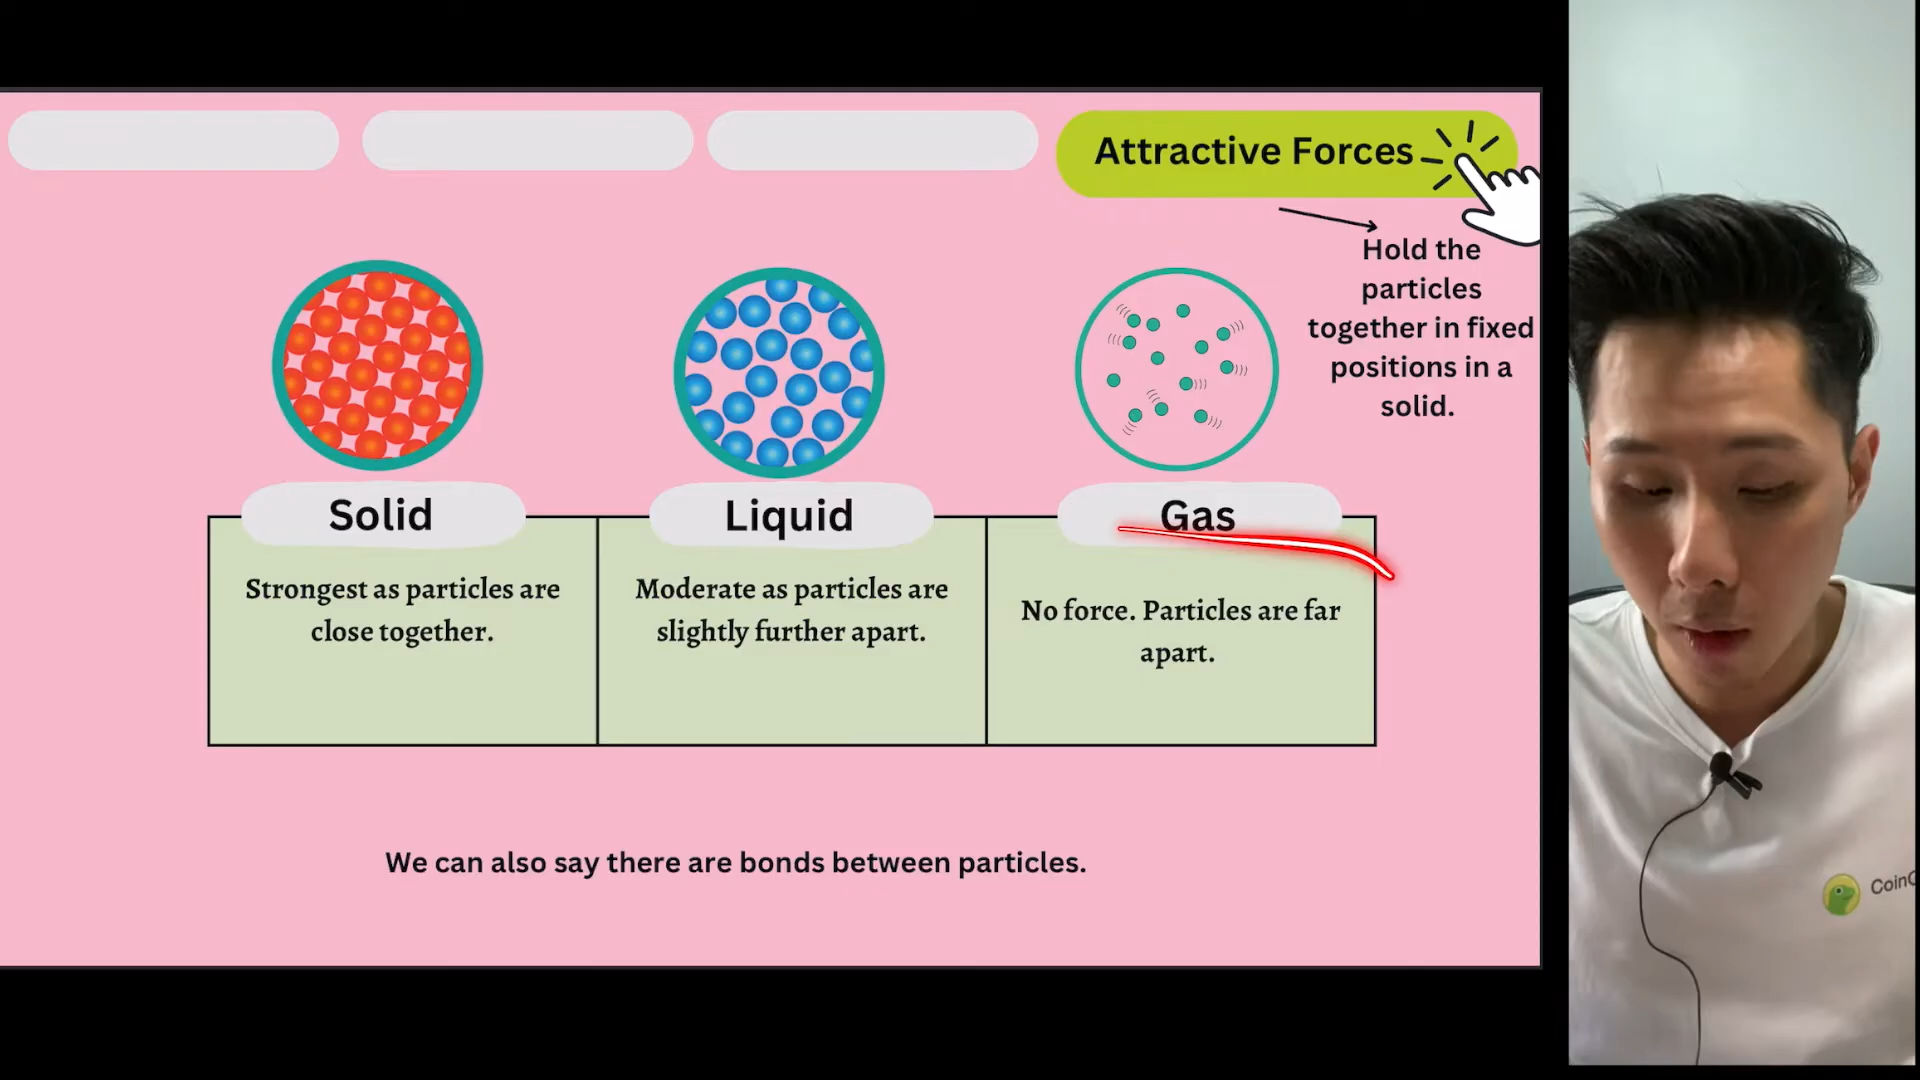 Attractive Forces
Hold the
particles
together in fixed
positions in a
solid.
Solid
Liquid
Gas
Strongest as particles are
close together.
Moderate as particles are
slightly further apart.
No force. Particles are far
apart.
We can also say there are bonds between particles.